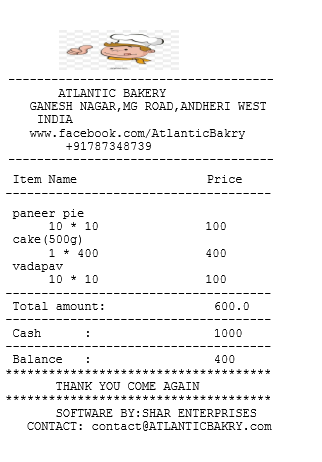 ------------------------------------
ATLANTIC BAKERY
GANESH NAGAR,MG ROAD,ANDHERI WEST
INDIA
www.facebook.com/AtlanticBakry
+91787348739
------------------------------------
Item Name Price
------------------------------------
paneer pie
10 * 10 100
cake(500g)
1 * 400 400
vadapav
10 * 10 100
------------------------------------
Total amount: 600.0
------------------------------------
Cash : 1000
------------------------------------
Balance : 400
*************************************
THANK YOU COME AGAIN
*************************************
SOFTWARE BY:SHAR ENTERPRISES
CONTACT: contact@ATLANTICBAKRY.com